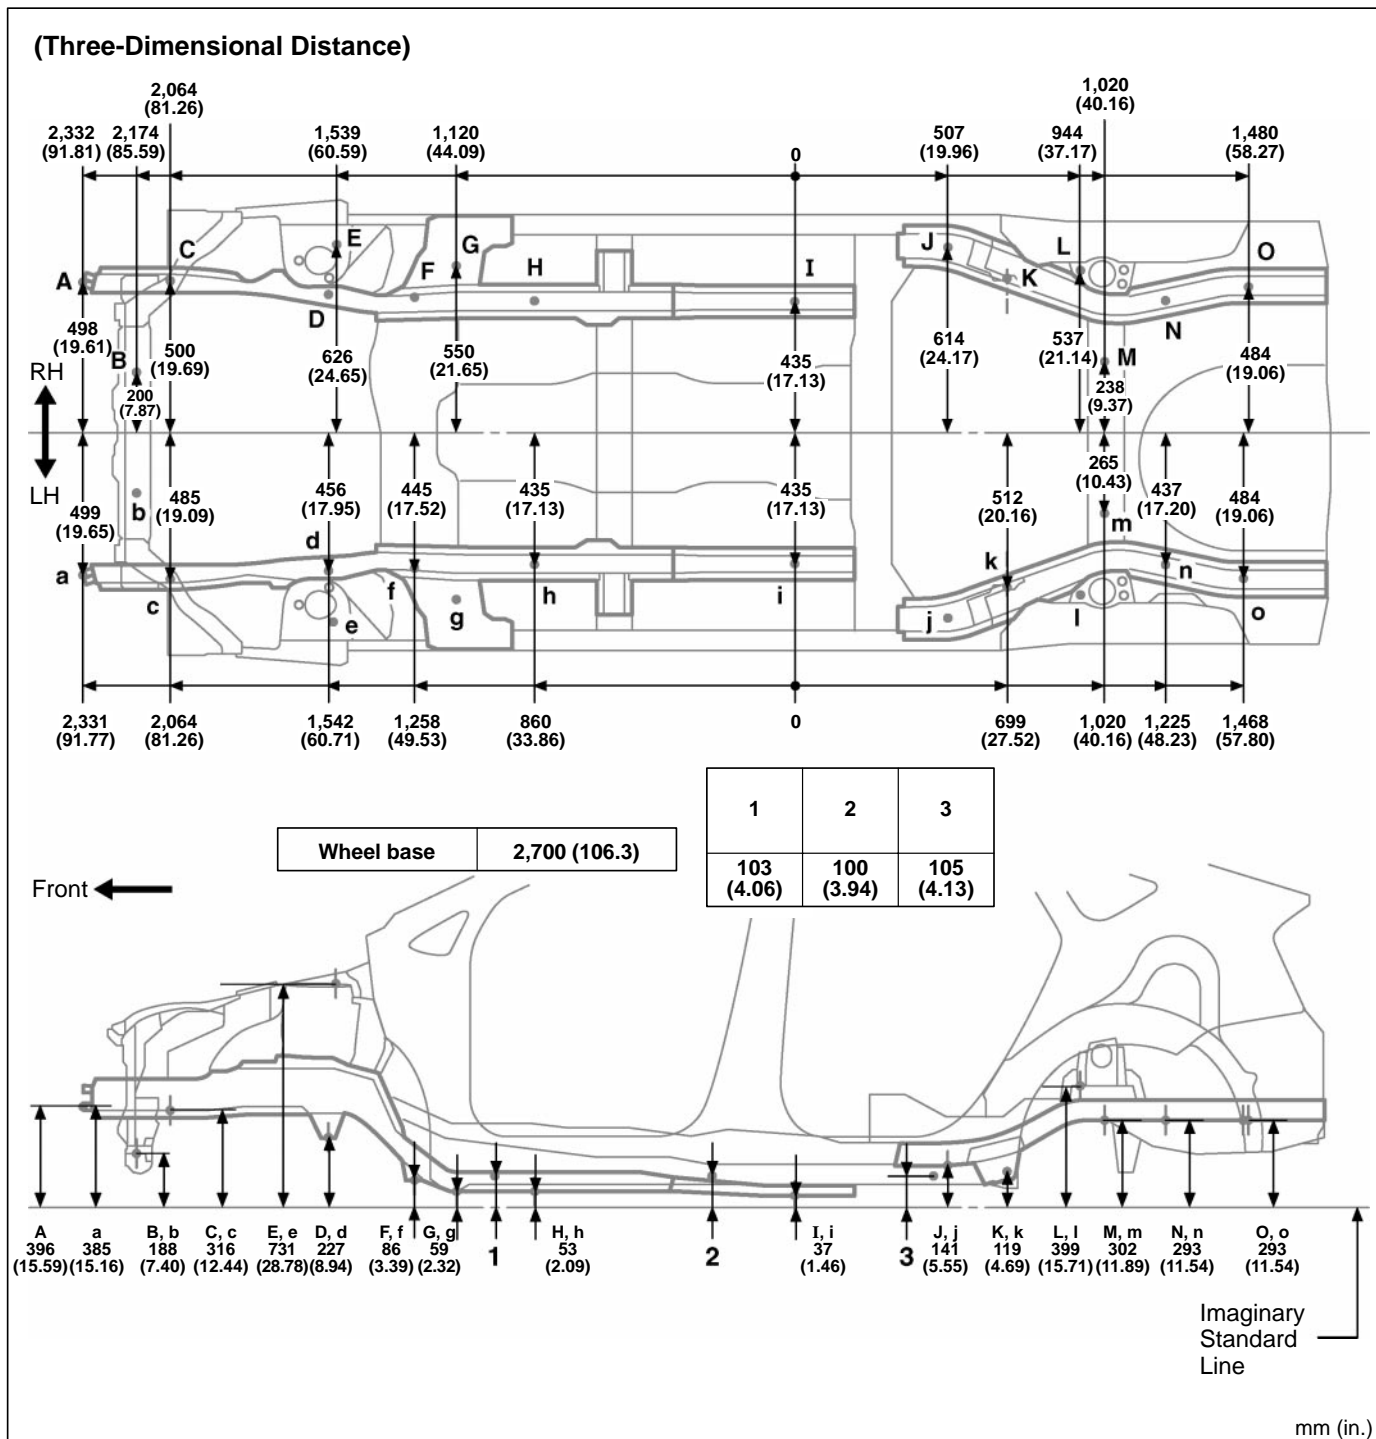 (Three-Dimensional Distance)
2,064
(81.26)
1,020
(40.16)
2,332
(91.81)
2,174
(85.59)
1,539
(60.59)
1,120
(44.09)
0
507
(19.96)
944
(37.17)
1,480
(58.27)
A
C
E
F
G
H
I
J
K
L
O
D
N
B
M
498
(19.61)
500
(19.69)
200
(7.87)
626
(24.65)
550
(21.65)
435
(17.13)
614
(24.17)
537
(21.14)
238
(9.37)
484
(19.06)
RH
LH
499
(19.65)
485
(19.09)
456
(17.95)
445
(17.52)
435
(17.13)
435
(17.13)
512
(20.16)
265
(10.43)
437
(17.20)
484
(19.06)
b
m
d
a
c
f
e
g
h
i
j
k
l
n
o
2,331
(91.77)
2,064
(81.26)
1,542
(60.71)
1,258
(49.53)
860
(33.86)
0
699
(27.52)
1,020
(40.16)
1,225
(48.23)
1,468
(57.80)
Wheel base 2,700 (106.3)
1 2 3
103 100 105
(4.06) (3.94) (4.13)
Front
A
396
(15.59)
a
385
(15.16)
B, b
188
(7.40)
C, c
316
(12.44)
E, e
731
(28.78)
D, d
227
(8.94)
F, f
86
(3.39)
G, g
59
(2.32)
1
H, h
53
(2.09)
2
I, i
37
(1.46)
3
J, j
141
(5.55)
K, k
119
(4.69)
L, l
399
(15.71)
M, m
302
(11.89)
N, n
293
(11.54)
O, o
293
(11.54)
Imaginary
Standard
Line
mm (in.)